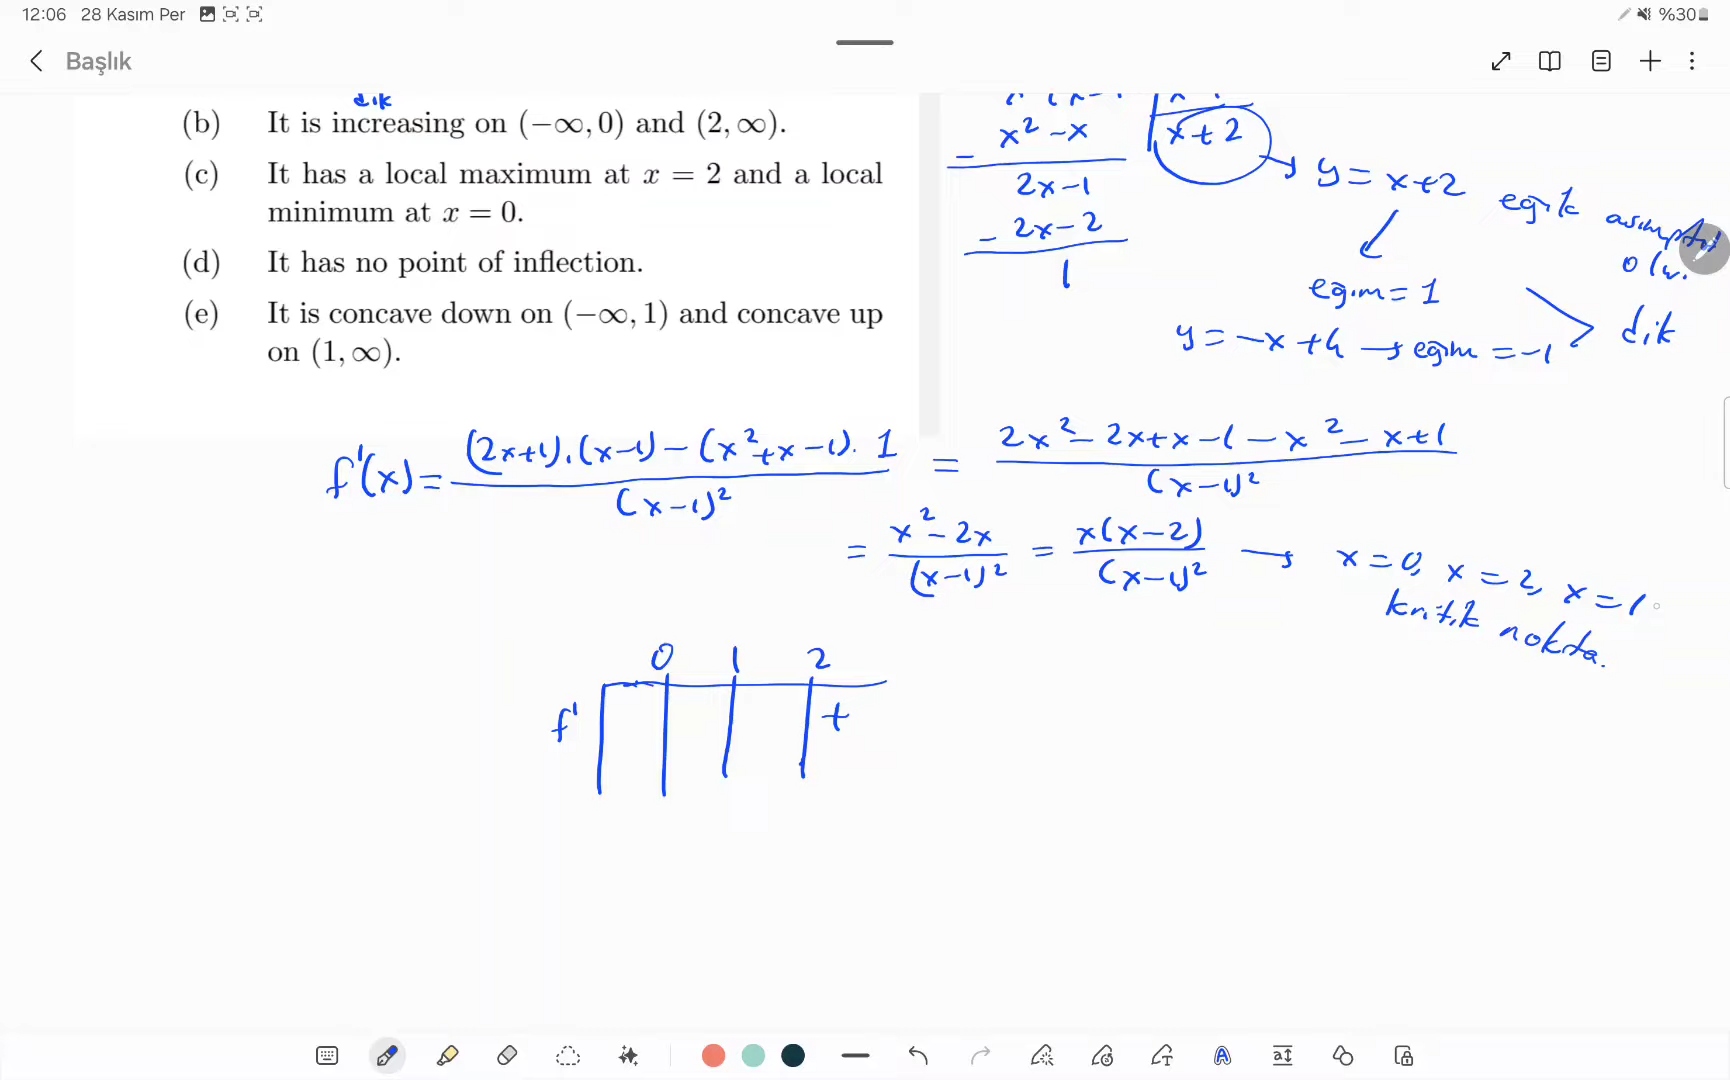 12:06 28 Kasım Per %30
Başlık
dik
(b) It is increasing on (−∞, 0) and (2, ∞).
(c) It has a local maximum at x = 2 and a local
minimum at x = 0.
(d) It has no point of inflection.
(e) It is concave down on (−∞, 1) and concave up
on (1, ∞).
x² − x | x + 2 → y = x + 2 eğik asimptot olur.
2x − 1
− 2x − 2
1
eğim = 1
y = −x + 4 → eğim = −1 dik
f'(x) = (2x+1).(x−1) − (x²+x−1). 1 / (x−1)² = 2x² − 2x + x − 1 − x² − x + 1 / (x−1)²
= x² − 2x / (x−1)² = x(x−2) / (x−1)² → x = 0, x = 2, x = 1
kritik nokta.
0 1 2
f' +